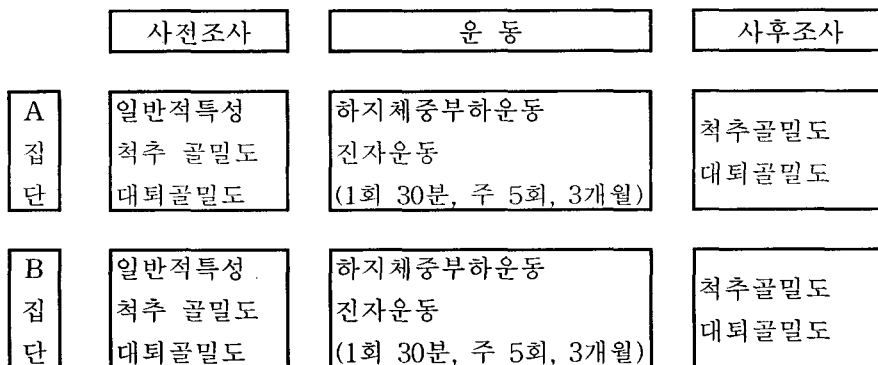 사전조사 운 동 사후조사
A 집 단
일반적특성
척추 골밀도
대퇴골밀도
하지체중부하운동
진자운동
(1회 30분, 주 5회, 3개월)
척추골밀도
대퇴골밀도
B 집 단
일반적특성
척추 골밀도
대퇴골밀도
하지체중부하운동
진자운동
(1회 30분, 주 5회, 3개월)
척추골밀도
대퇴골밀도